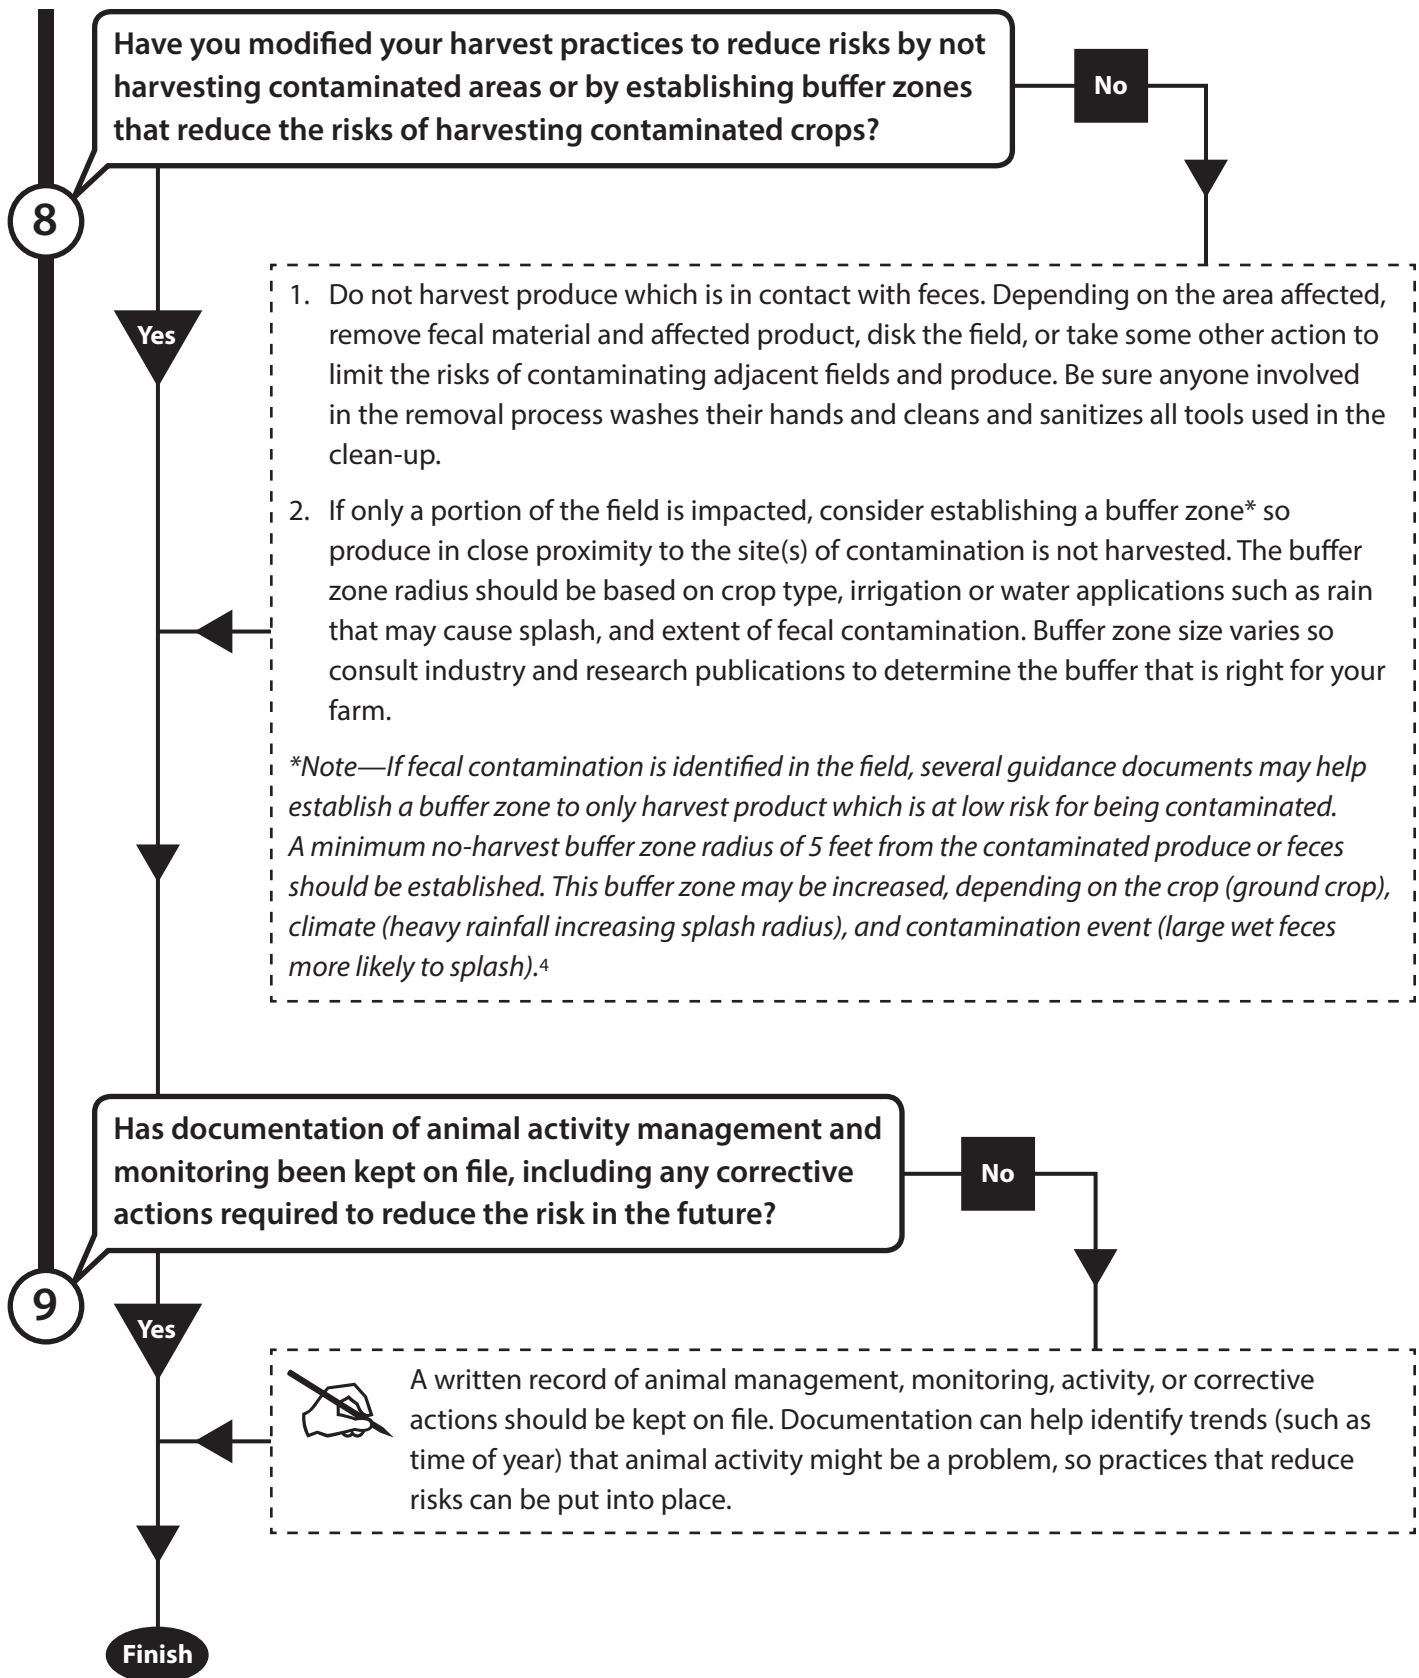 Have you modified your harvest practices to reduce risks by not
harvesting contaminated areas or by establishing buffer zones
that reduce the risks of harvesting contaminated crops?
No
8
Yes
1. Do not harvest produce which is in contact with feces. Depending on the area affected,
remove fecal material and affected product, disk the field, or take some other action to
limit the risks of contaminating adjacent fields and produce. Be sure anyone involved
in the removal process washes their hands and cleans and sanitizes all tools used in the
clean-up.
2. If only a portion of the field is impacted, consider establishing a buffer zone* so
produce in close proximity to the site(s) of contamination is not harvested. The buffer
zone radius should be based on crop type, irrigation or water applications such as rain
that may cause splash, and extent of fecal contamination. Buffer zone size varies so
consult industry and research publications to determine the buffer that is right for your
farm.
*Note—If fecal contamination is identified in the field, several guidance documents may help
establish a buffer zone to only harvest product which is at low risk for being contaminated.
A minimum no-harvest buffer zone radius of 5 feet from the contaminated produce or feces
should be established. This buffer zone may be increased, depending on the crop (ground crop),
climate (heavy rainfall increasing splash radius), and contamination event (large wet feces
more likely to splash).4
Has documentation of animal activity management and
monitoring been kept on file, including any corrective
actions required to reduce the risk in the future?
No
9
Yes
A written record of animal management, monitoring, activity, or corrective
actions should be kept on file. Documentation can help identify trends (such as
time of year) that animal activity might be a problem, so practices that reduce
risks can be put into place.
Finish